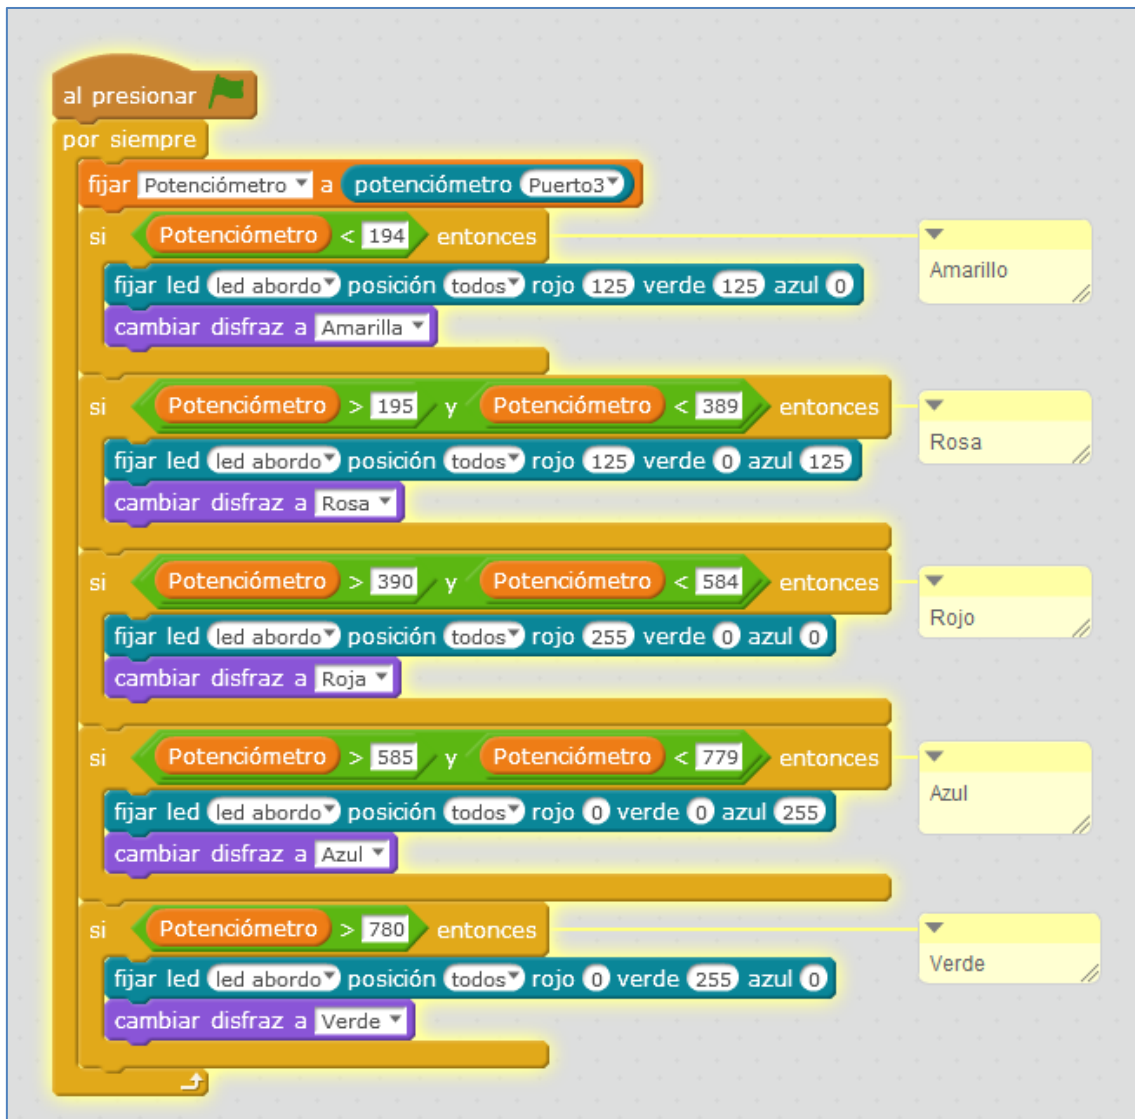 al presionar
por siempre
fijar Potenciómetro a potenciómetro Puerto3
si Potenciómetro < 194 entonces
Amarillo
fijar led led abordo posición todos rojo 125 verde 125 azul 0
cambiar disfraz a Amarilla
si Potenciómetro > 195 y Potenciómetro < 389 entonces
Rosa
fijar led led abordo posición todos rojo 125 verde 0 azul 125
cambiar disfraz a Rosa
si Potenciómetro > 390 y Potenciómetro < 584 entonces
Rojo
fijar led led abordo posición todos rojo 255 verde 0 azul 0
cambiar disfraz a Roja
si Potenciómetro > 585 y Potenciómetro < 779 entonces
Azul
fijar led led abordo posición todos rojo 0 verde 0 azul 255
cambiar disfraz a Azul
si Potenciómetro > 780 entonces
Verde
fijar led led abordo posición todos rojo 0 verde 255 azul 0
cambiar disfraz a Verde